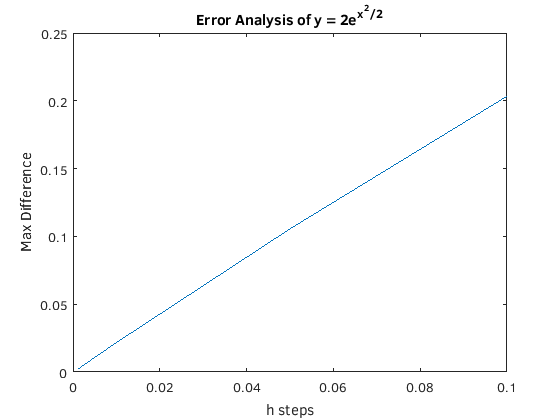 Error Analysis of y = 2e^{x^2/2}
0.25
0.2
0.15
0.1
0.05
0
Max Difference
0 0.02 0.04 0.06 0.08 0.1
h steps